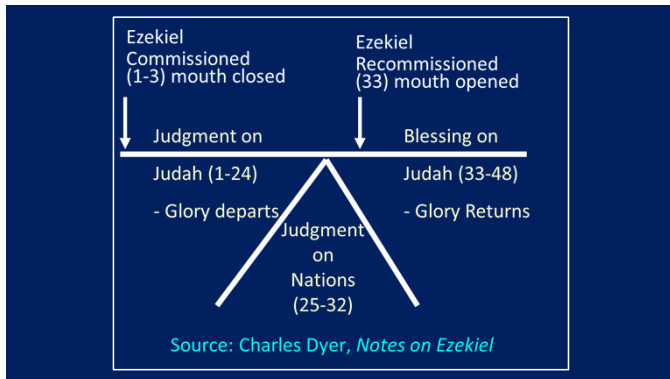 Ezekiel
Commissioned
(1-3) mouth closed
Ezekiel
Recommissioned
(33) mouth opened
Judgment on
Judah (1-24)
- Glory departs
Judgment
on
Nations
(25-32)
Blessing on
Judah (33-48)
- Glory Returns
Source: Charles Dyer, Notes on Ezekiel